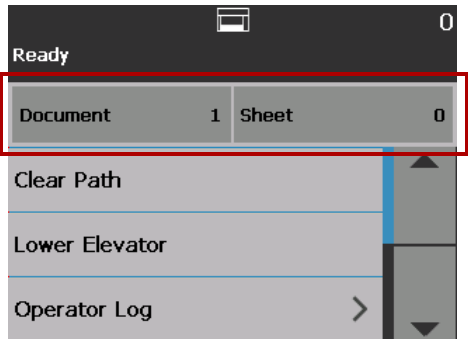 0
Ready
Document 1 Sheet 0
Clear Path
Lower Elevator
Operator Log